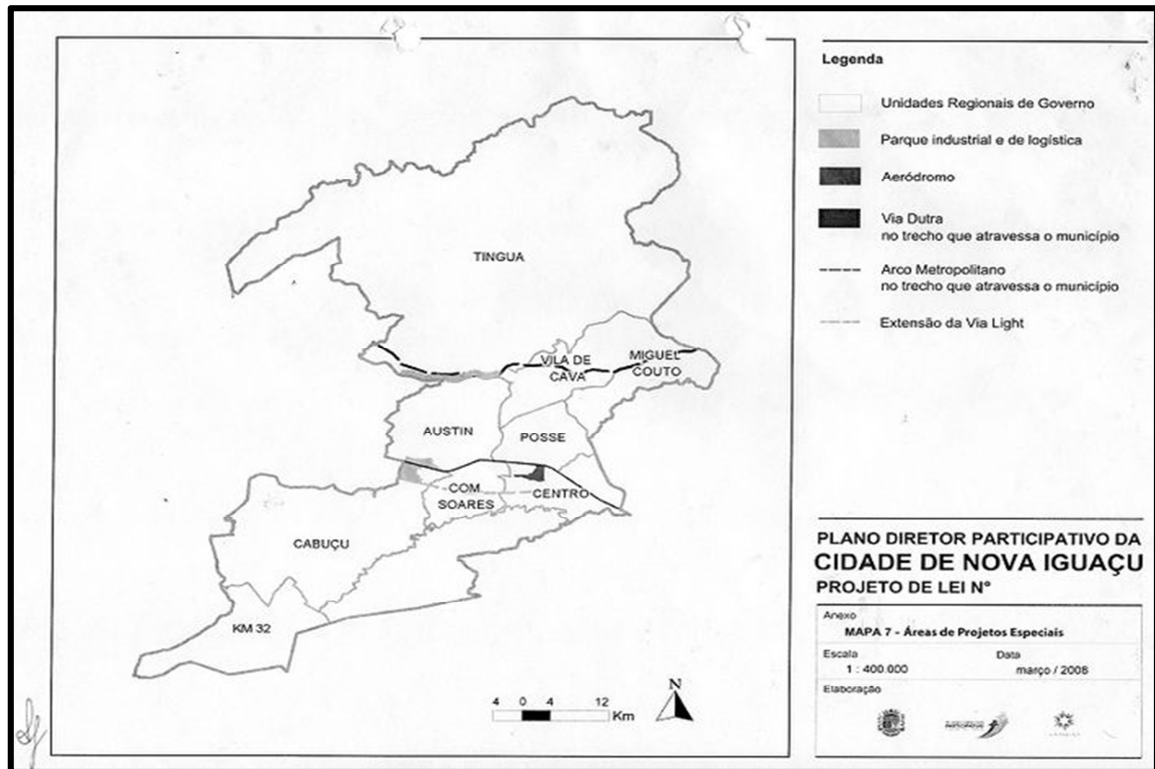 Legenda
Unidades Regionais de Governo
Parque industrial e de logística
Aeródromo
Via Dutra
no trecho que atravessa o município
Arco Metropolitano
no trecho que atravessa o município
Extensão da Via Light
TINGUA
VILA DE
CAVA
MIGUEL
COUTO
AUSTIN
POSSE
COM
SOARES
CENTRO
CABUÇU
KM 32
4 0 4 12
Km
N
PLANO DIRETOR PARTICIPATIVO DA
CIDADE DE NOVA IGUAÇU
PROJETO DE LEI Nº
Anexo
MAPA 7 - Áreas de Projetos Especiais
Escala
1 : 400.000
Data
março / 2008
Elaboração